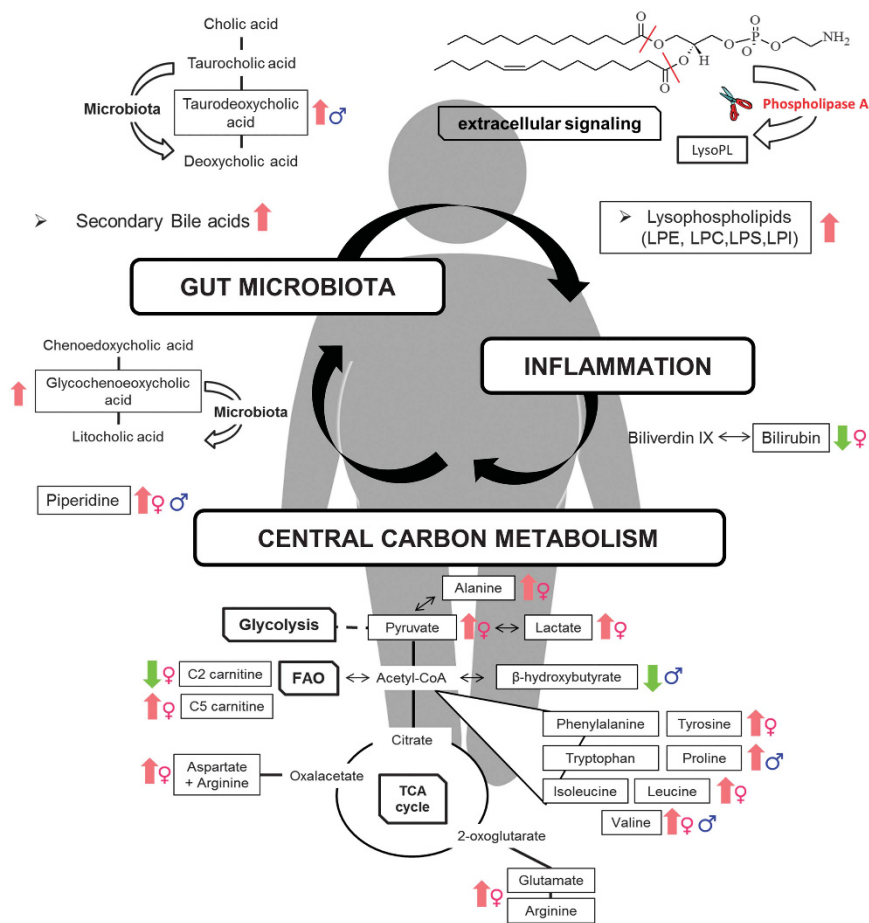 Cholic acid
Taurocholic acid
Microbiota
Taurodeoxycholic
acid
Deoxycholic acid
➢ Secondary Bile acids
O
O
O
O
H
O
P
O
O
O
NH2
Phospholipase A
extracellular signaling
LysoPL
➢ Lysophospholipids
(LPE, LPC,LPS,LPI)
GUT MICROBIOTA
INFLAMMATION
Chenoedoxycholic acid
Glycochenoeoxycholic
acid
Microbiota
Litocholic acid
Biliverdin IX
Bilirubin
♀
Piperidine ♀ ♂
CENTRAL CARBON METABOLISM
Alanine ♀
Glycolysis
Pyruvate ♀
Lactate ♀
♀ C2 carnitine
FAO
Acetyl-CoA
β-hydroxybutyrate ♂
♀ C5 carnitine
Phenylalanine
Tyrosine ♀
Tryptophan
Proline ♂
Isoleucine
Leucine ♀
Valine ♀ ♂
Citrate
♀ Aspartate
+ Arginine
Oxalacetate
TCA
cycle
2-oxoglutarate
♀ Glutamate
Arginine